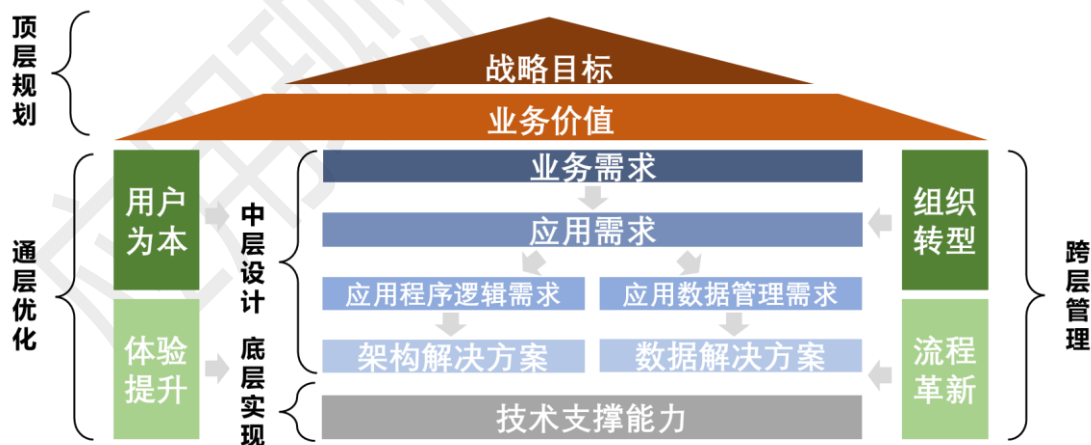 顶层规划
战略目标
业务价值
通层优化
用户
为本
体验
提升
中层设计
底层实现
业务需求
应用需求
应用程序逻辑需求
应用数据管理需求
架构解决方案
数据解决方案
技术支撑能力
组织
转型
流程
革新
跨层管理